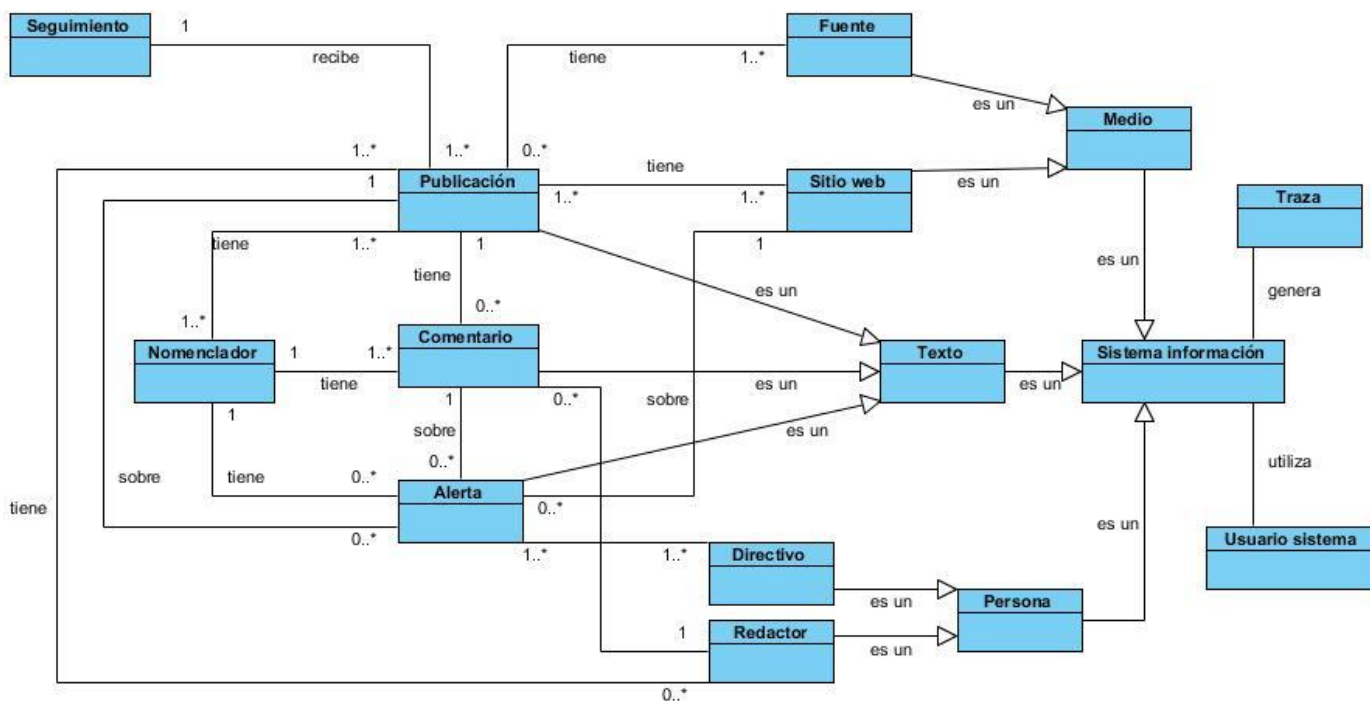 Seguimiento
1
recibe
tiene
1..*
Fuente
es un
Medio
1..*
1..*
0..*
1
Publicación
tiene
1..*
1..*
Sitio web
es un
Traza
tiene
1..*
1
1
tiene
es un
es un
genera
1..*
0..*
Nomenclador
1
1..*
tiene
Comentario
es un
Texto
es un
Sistema información
1
1
0..*
sobre
sobre
es un
0..*
utiliza
sobre
tiene
0..*
Alerta
0..*
tiene
0..*
1..*
1..*
Directivo
es un
es un
Usuario sistema
Persona
1
Redactor
es un
0..*